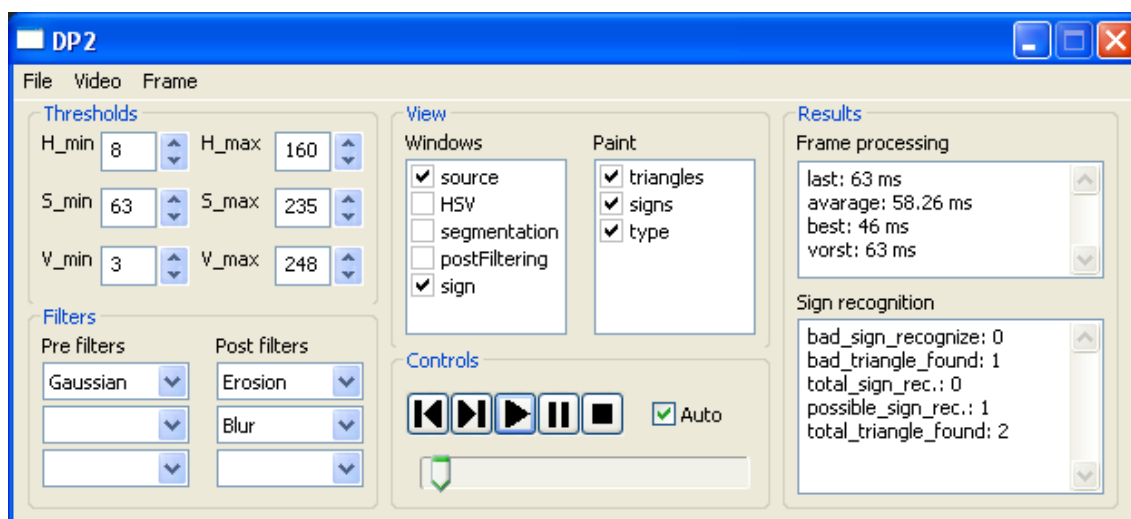 DP2
File Video Frame
Thresholds
H_min 8 H_max 160
S_min 63 S_max 235
V_min 3 V_max 248
Filters
Pre filters Post filters
Gaussian Erosion
Blur
View
Windows Paint
source triangles
HSV signs
segmentation type
postFiltering
sign
Controls
Auto
Results
Frame processing
last: 63 ms
avarage: 58.26 ms
best: 46 ms
vorst: 63 ms
Sign recognition
bad_sign_recognize: 0
bad_triangle_found: 1
total_sign_rec.: 0
possible_sign_rec.: 1
total_triangle_found: 2